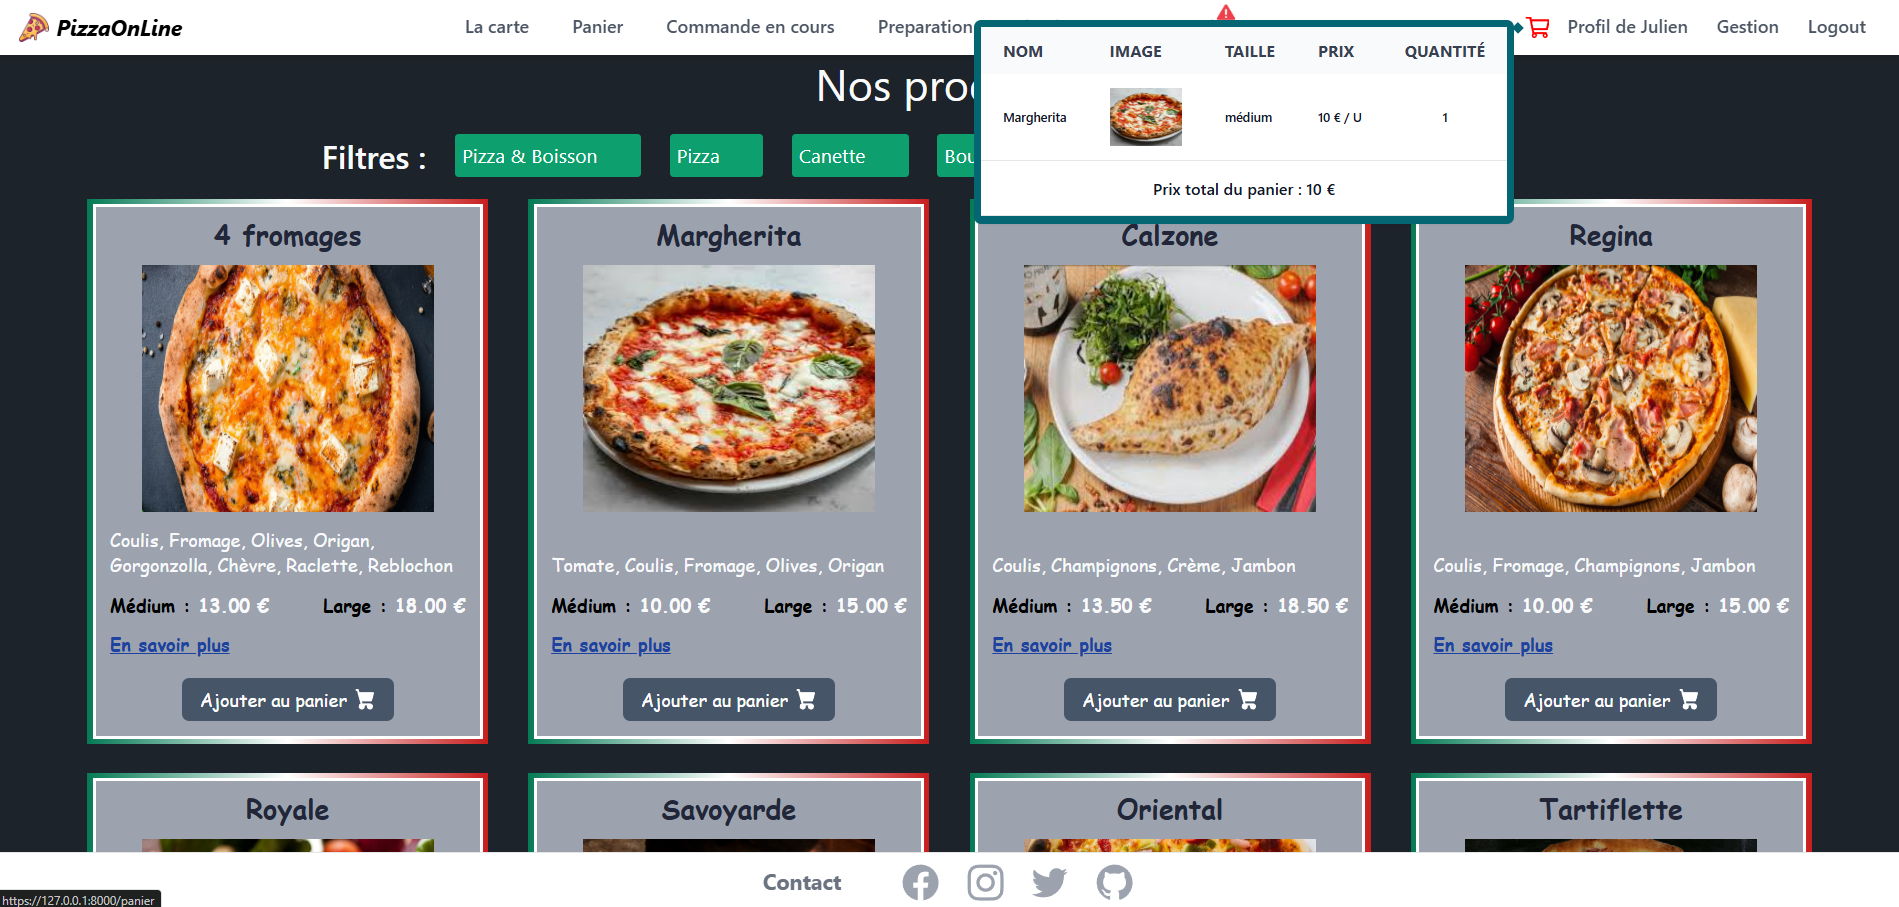 PizzaOnLine
La carte
Panier
Commande en cours
Preparation
Profil de Julien
Gestion
Logout
NOM IMAGE TAILLE PRIX QUANTITÉ
Margherita médium 10 € / U 1
Prix total du panier : 10 €
Nos
Filtres :
Pizza & Boisson
Pizza
Canette
4 fromages
Coulis, Fromage, Olives, Origan,
Gorgonzolla, Chèvre, Raclette, Reblochon
Médium : 13.00 € Large : 18.00 €
En savoir plus
Ajouter au panier
Margherita
Tomate, Coulis, Fromage, Olives, Origan
Médium : 10.00 € Large : 15.00 €
En savoir plus
Ajouter au panier
Calzone
Coulis, Champignons, Crème, Jambon
Médium : 13.50 € Large : 18.50 €
En savoir plus
Ajouter au panier
Regina
Coulis, Fromage, Champignons, Jambon
Médium : 10.00 € Large : 15.00 €
En savoir plus
Ajouter au panier
Royale
Savoyarde
Oriental
Tartiflette
Contact
https://127.0.0.1:8000/panier